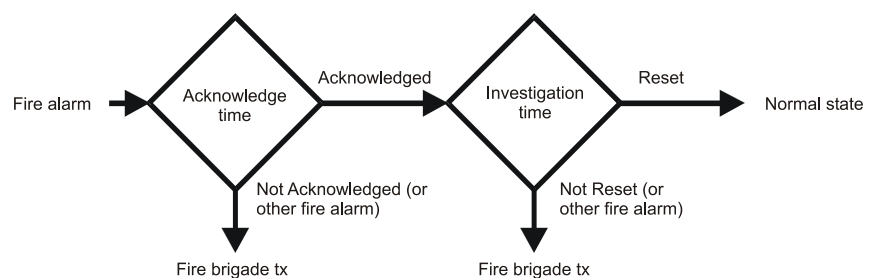 Fire alarm
Acknowledge
time
Acknowledged
Investigation
time
Reset
Normal state
Not Acknowledged (or
other fire alarm)
Not Reset (or
other fire alarm)
Fire brigade tx
Fire brigade tx